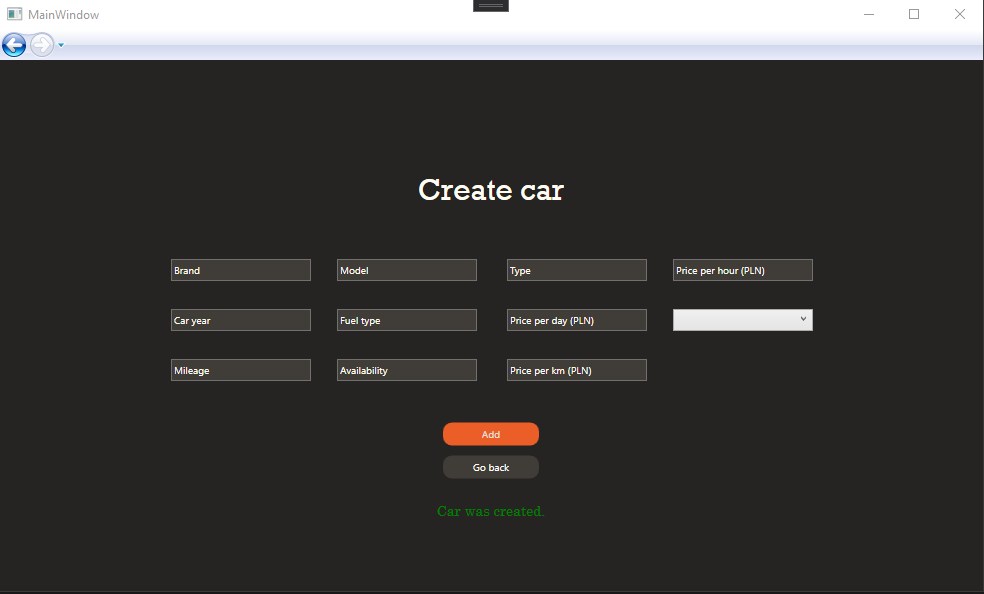 MainWindow
Create car
Brand
Model
Type
Price per hour (PLN)
Car year
Fuel type
Price per day (PLN)
Mileage
Availability
Price per km (PLN)
Add
Go back
Car was created.